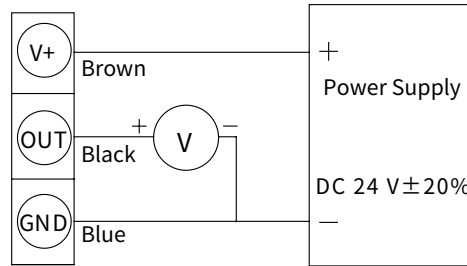 V+
Brown
+
Power Supply
OUT
Black
+
V
−
DC 24 V±20%
GND
Blue
−